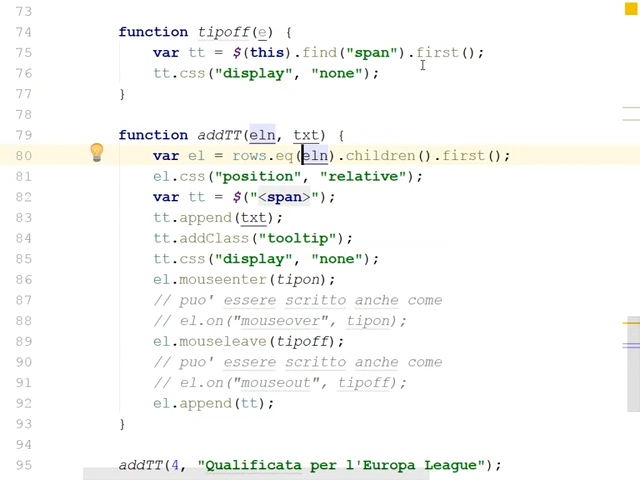 73
74 function tipoff(e) {
75 var tt = $(this).find("span").first();
76 tt.css("display", "none");
77 }
78
79 function addTT(eln, txt) {
80 var el = rows.eq(eln).children().first();
81 el.css("position", "relative");
82 var tt = $("<span>");
83 tt.append(txt);
84 tt.addClass("tooltip");
85 tt.css("display", "none");
86 el.mouseenter(tipon);
87 // puo' essere scritto anche come
88 // el.on("mouseover", tipon);
89 el.mouseleave(tipoff);
90 // puo' essere scritto anche come
91 // el.on("mouseout", tipoff);
92 el.append(tt);
93 }
94
95 addTT(4, "Qualificata per l'Europa League");